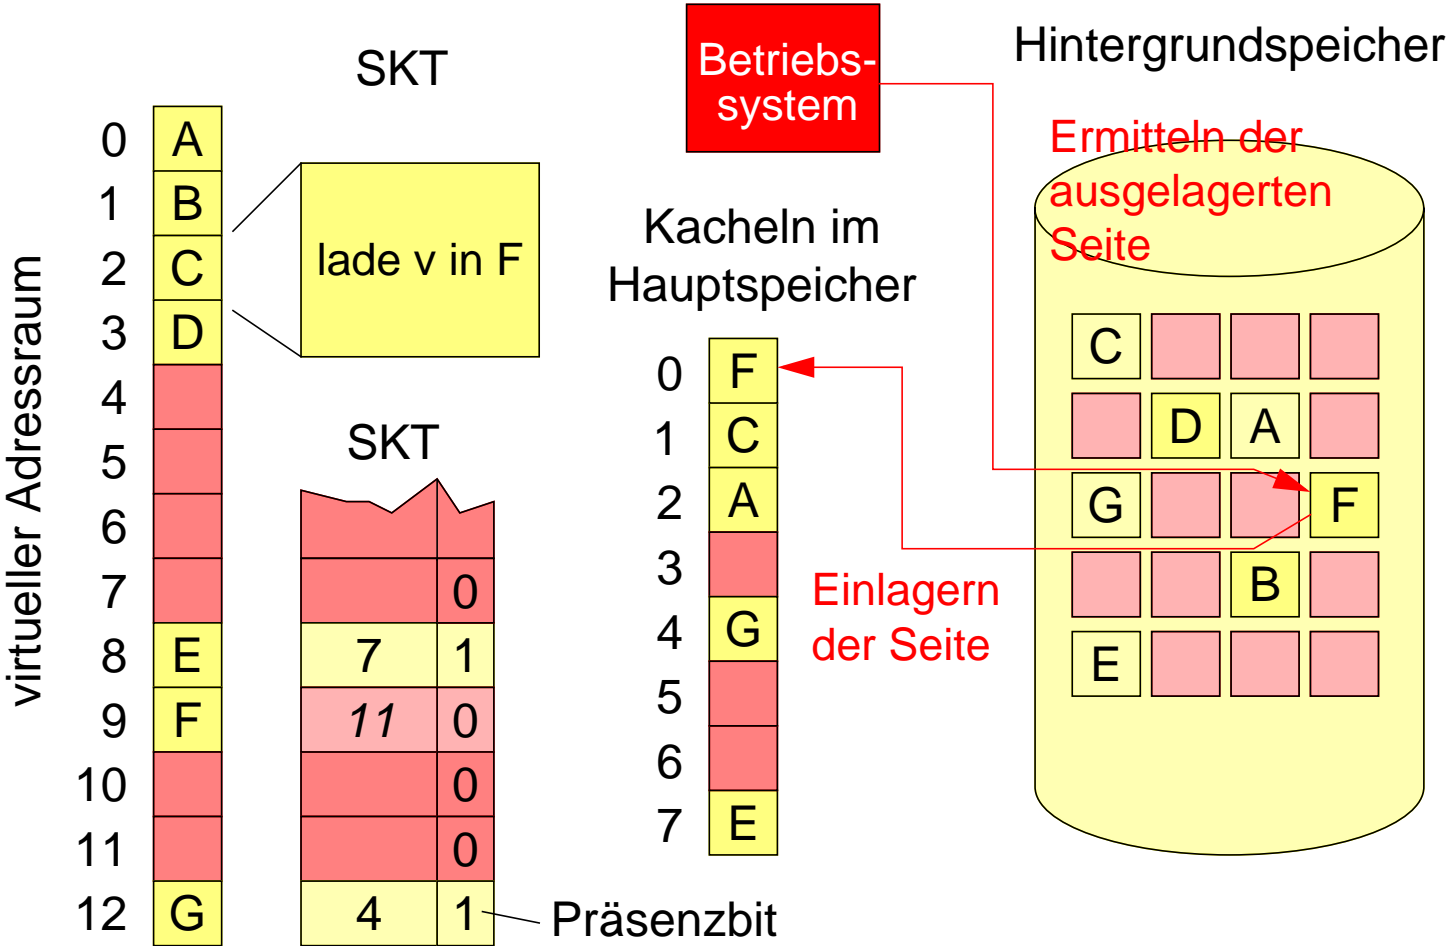 SKT
Betriebs-
system
Hintergrundspeicher
virtueller Adressraum
0 A
1 B
2 C
3 D
4
5
6
7
8 E
9 F
10
11
12 G
lade v in F
SKT
0
7 1
11 0
0
0
4 1
Präsenzbit
Kacheln im
Hauptspeicher
0 F
1 C
2 A
3
4 G
5
6
7 E
Einlagern
der Seite
Ermitteln der
ausgelagerten
Seite
C
D A
G F
B
E